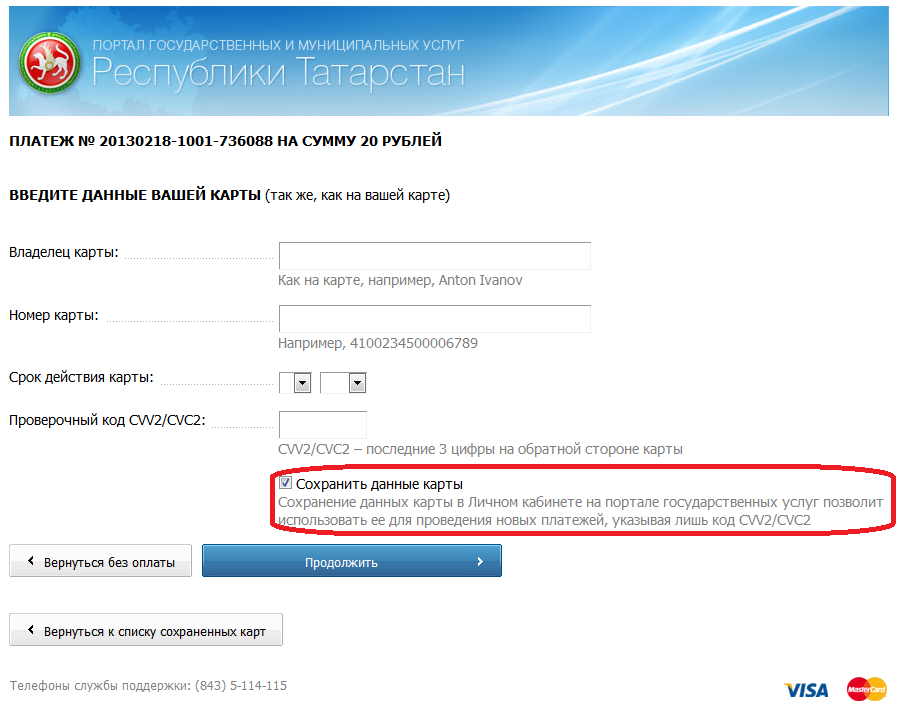 ПОРТАЛ ГОСУДАРСТВЕННЫХ И МУНИЦИПАЛЬНЫХ УСЛУГ
Республики Татарстан
ПЛАТЕЖ № 20130218-1001-736088 НА СУММУ 20 РУБЛЕЙ
ВВЕДИТЕ ДАННЫЕ ВАШЕЙ КАРТЫ (так же, как на вашей карте)
Владелец карты:
Как на карте, например, Anton Ivanov
Номер карты:
Например, 4100234500006789
Срок действия карты:
Проверочный код CVV2/CVC2:
CVV2/CVC2 – последние 3 цифры на обратной стороне карты
Сохранить данные карты
Сохранение данных карты в Личном кабинете на портале государственных услуг позволит
использовать ее для проведения новых платежей, указывая лишь код CVV2/CVC2
Вернуться без оплаты
Продолжить
Вернуться к списку сохраненных карт
Телефоны службы поддержки: (843) 5-114-115
VISA
MasterCard